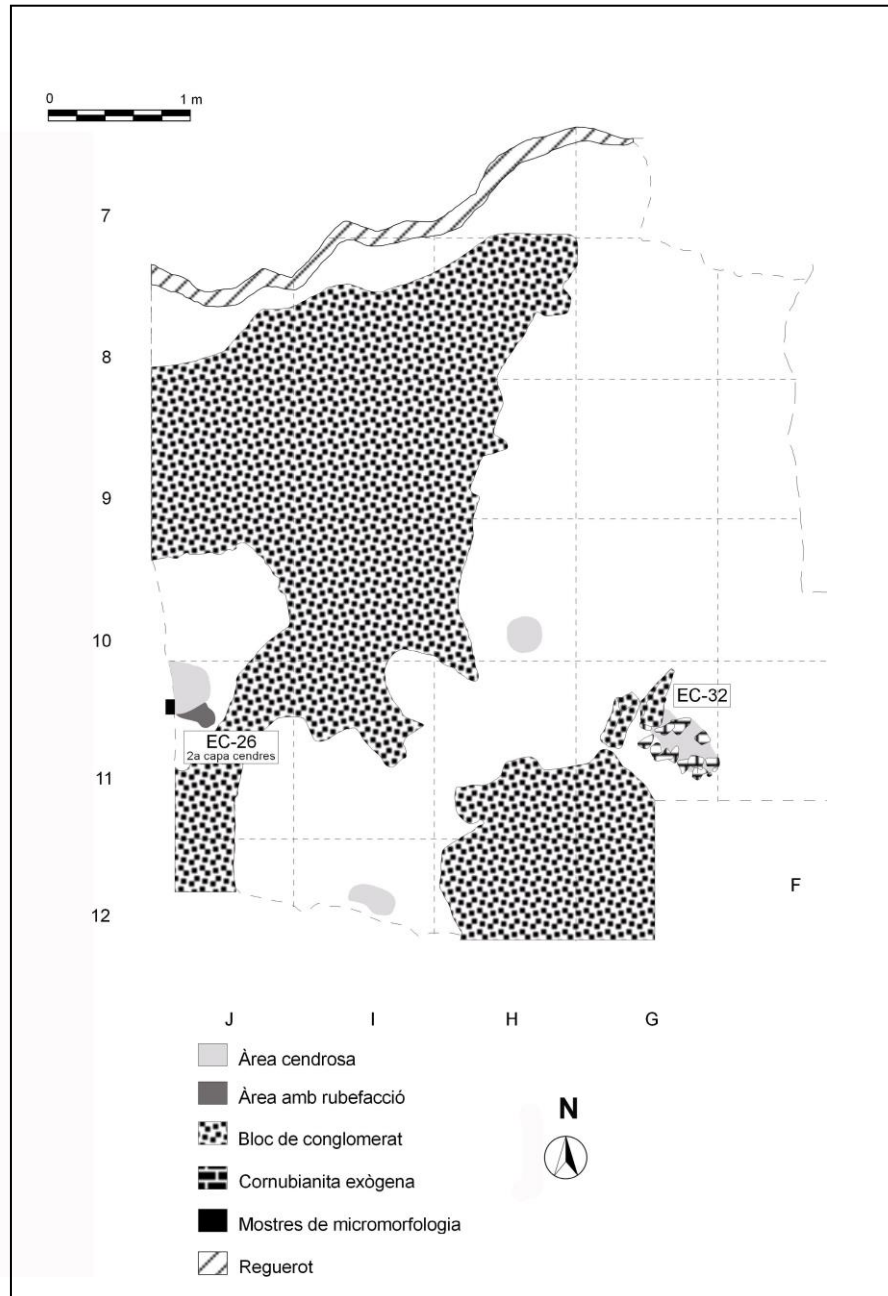 0 1 m
7
8
9
10
EC-32
EC-26
2a capa cendres
11
F
12
J I H G
Àrea cendrosa
Àrea amb rubefacció
Bloc de conglomerat
N
Cornubianita exògena
Mostres de micromorfologia
Reguerot